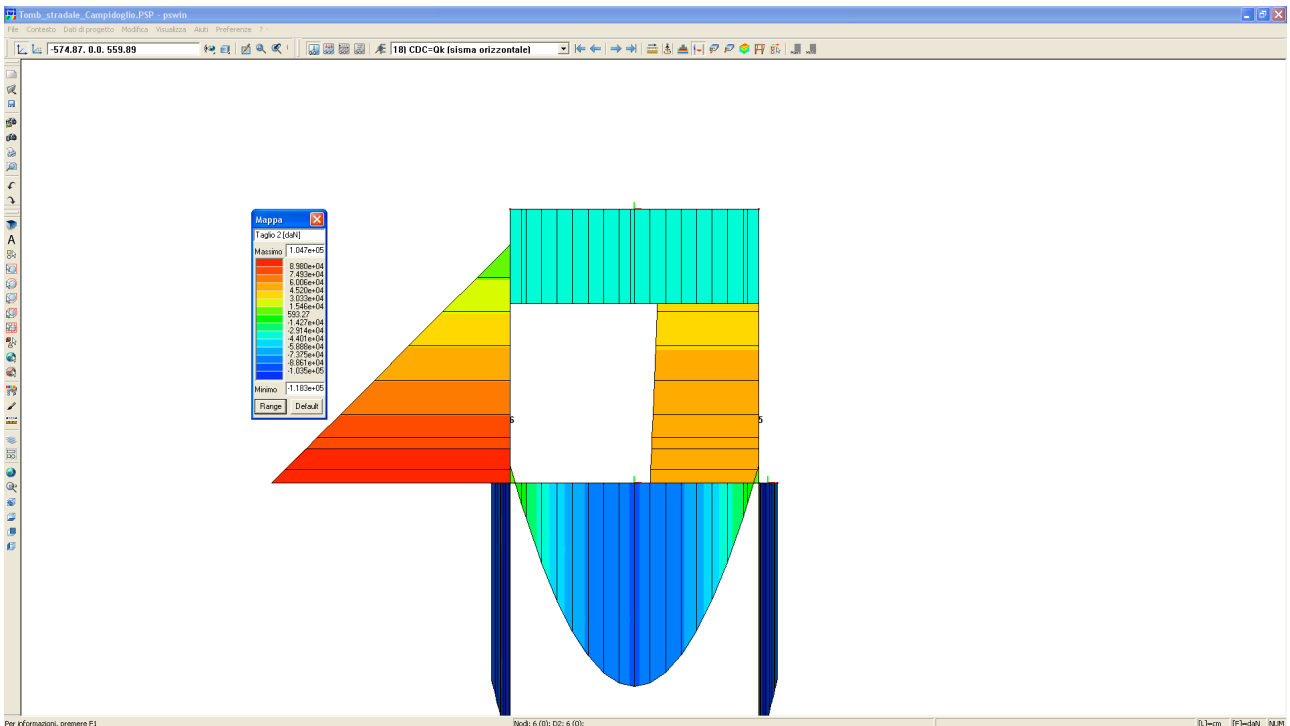 Tomb_stradale_Campidoglio.PSP - pswin
File Contesto Dati di progetto Modifica Visualizza Aiuti Preferenze ?
-574.87. 0.0. 559.89
18) CDC=Qk (sisma orizzontale)
Mappa
Taglio 2 [daN]
Massimo 1.047e+05
8.980e+04
7.493e+04
6.006e+04
4.520e+04
3.033e+04
1.546e+04
593.27
-1.427e+04
-2.914e+04
-4.401e+04
-5.888e+04
-7.375e+04
-8.861e+04
-1.035e+05
Minimo -1.183e+05
Range Default
6
5
A
Per informazioni, premere F1
Nodi: 6 (0); D2: 6 (0);
[L]=cm [F]=daN NUM